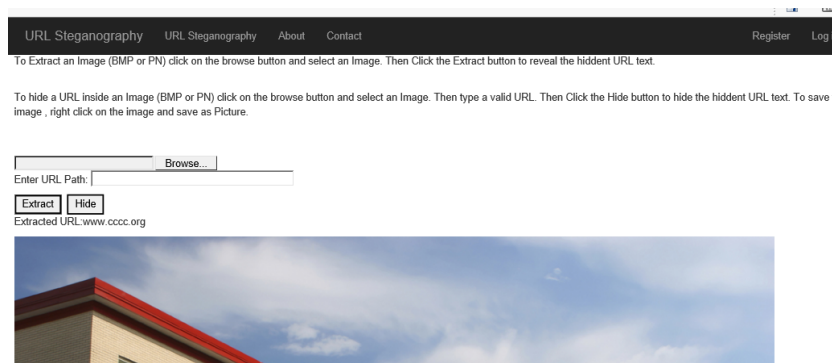 URL Steganography URL Steganography About Contact Register Log
To Extract an Image (BMP or PN) click on the browse button and select an Image. Then Click the Extract button to reveal the hiddent URL text.
To hide a URL inside an Image (BMP or PN) click on the browse button and select an Image. Then type a valid URL. Then Click the Hide button to hide the hiddent URL text. To save
image , right click on the image and save as Picture.
Browse...
Enter URL Path:
Extract Hide
Extracted URL:www.cccc.org